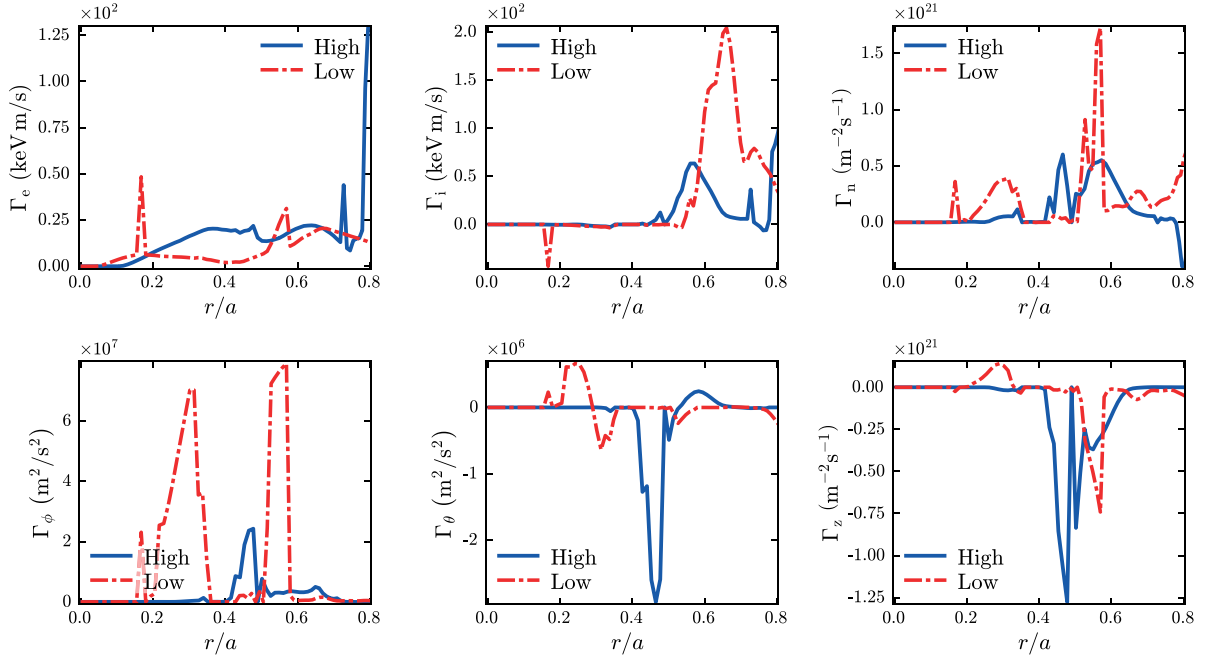 ×10²
Γₑ (keV m/s)
1.25
1.00
0.75
0.50
0.25
0.00
High
Low
0.0 0.2 0.4 0.6 0.8
r/a
×10²
Γᵢ (keV m/s)
2.0
1.5
1.0
0.5
0.0
High
Low
0.0 0.2 0.4 0.6 0.8
r/a
×10²¹
Γₙ (m⁻²s⁻¹)
1.5
1.0
0.5
0.0
High
Low
0.0 0.2 0.4 0.6 0.8
r/a
×10⁷
Γ_ϕ (m²/s²)
6
4
2
0
High
Low
0.0 0.2 0.4 0.6 0.8
r/a
×10⁶
Γ_θ (m²/s²)
0
-1
-2
High
Low
0.0 0.2 0.4 0.6 0.8
r/a
×10²¹
Γ_z (m⁻²s⁻¹)
0.00
-0.25
-0.50
-0.75
-1.00
-1.25
High
Low
0.0 0.2 0.4 0.6 0.8
r/a